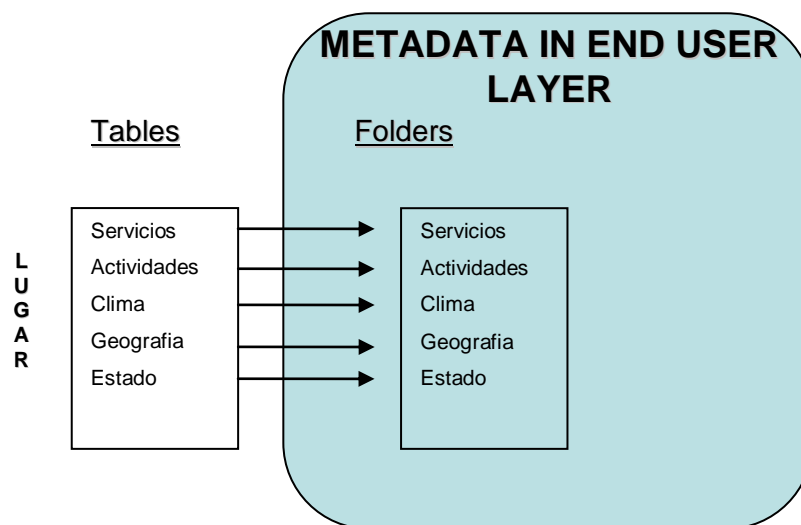 METADATA IN END USER
LAYER
Tables
Folders
L
U
G
A
R
Servicios
Actividades
Clima
Geografia
Estado
Servicios
Actividades
Clima
Geografia
Estado